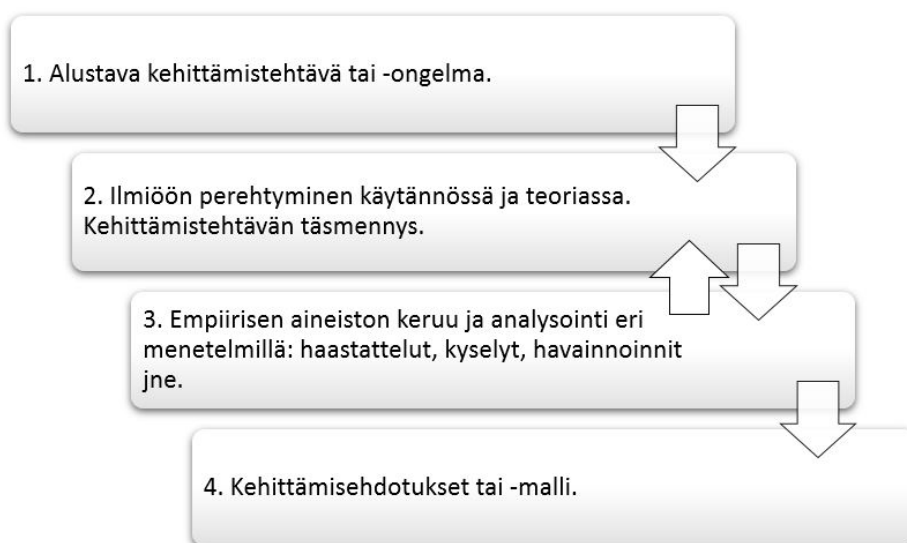 1. Alustava kehittämistehtävä tai -ongelma.
2. Ilmiöön perehtyminen käytännössä ja teoriassa.
Kehittämistehtävän täsmennys.
3. Empiirisen aineiston keruu ja analysointi eri
menetelmillä: haastattelut, kyselyt, havainnoinnit
jne.
4. Kehittämisehdotukset tai -malli.